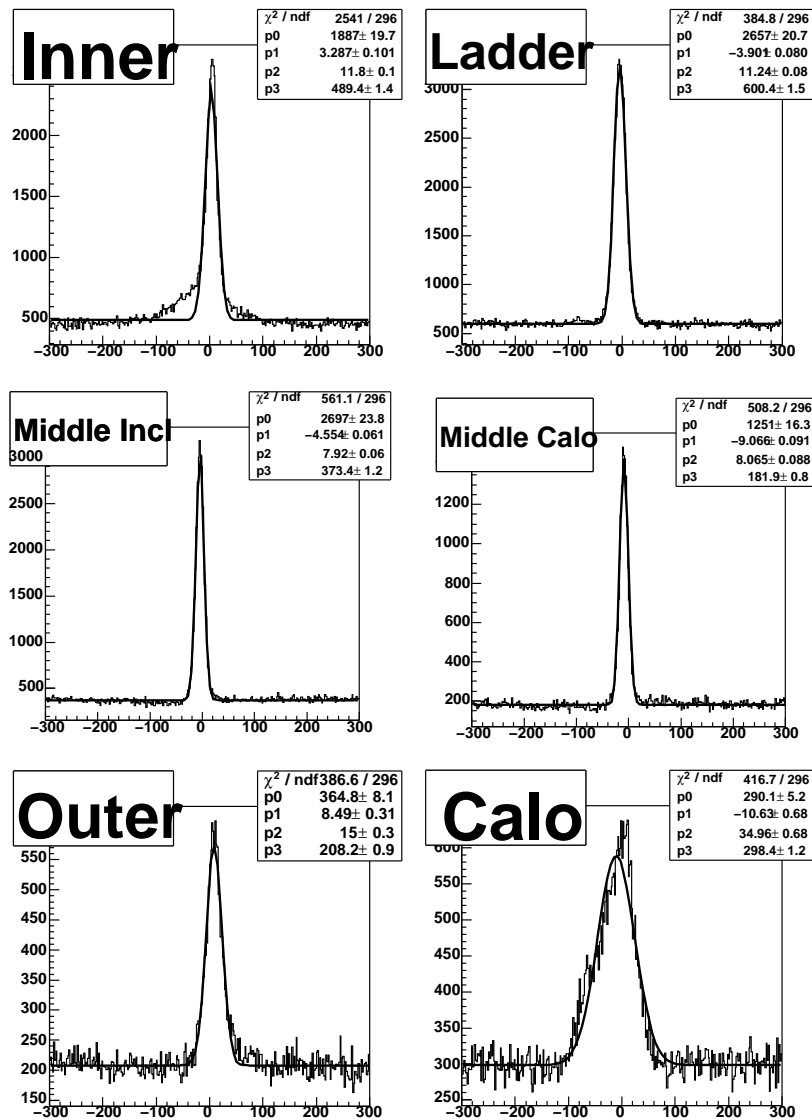 Inner
χ² / ndf 2541 / 296
p0 1887± 19.7
p1 3.287± 0.101
p2 11.8± 0.1
p3 489.4± 1.4
2000
1500
1000
500
−300 −200 −100 0 100 200 300
Ladder
χ² / ndf 384.8 / 296
p0 2657± 20.7
p1 −3.901± 0.080
p2 11.24± 0.08
p3 600.4± 1.5
3000
2500
2000
1500
1000
500
−300 −200 −100 0 100 200 300
Middle Incl
χ² / ndf 561.1 / 296
p0 2697± 23.8
p1 −4.554± 0.061
p2 7.92± 0.06
p3 373.4± 1.2
3000
2500
2000
1500
1000
500
−300 −200 −100 0 100 200 300
Middle Calo
χ² / ndf 508.2 / 296
p0 1251± 16.3
p1 −9.066± 0.091
p2 8.065± 0.088
p3 181.9± 0.8
1200
1000
800
600
400
200
−300 −200 −100 0 100 200 300
Outer
χ² / ndf 386.6 / 296
p0 364.8± 8.1
p1 8.49± 0.31
p2 15± 0.3
p3 208.2± 0.9
550
500
450
400
350
300
250
200
150
−300 −200 −100 0 100 200 300
Calo
χ² / ndf 416.7 / 296
p0 290.1± 5.2
p1 −10.63± 0.68
p2 34.96± 0.68
p3 298.4± 1.2
600
550
500
450
400
350
300
250
−300 −200 −100 0 100 200 300